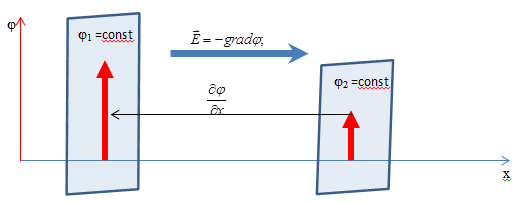 φ
φ₁ =const
E⃗ = −gradφ,
φ₂ =const
∂φ
∂x
x